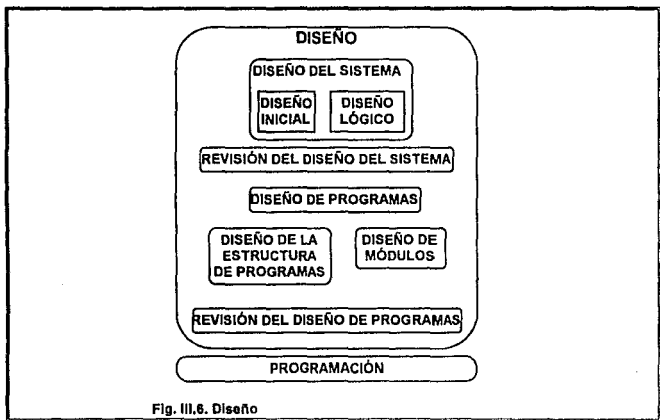 DISEÑO
DISEÑO DEL SISTEMA
DISEÑO
INICIAL
DISEÑO
LÓGICO
REVISIÓN DEL DISEÑO DEL SISTEMA
DISEÑO DE PROGRAMAS
DISEÑO DE LA
ESTRUCTURA
DE PROGRAMAS
DISEÑO DE
MÓDULOS
REVISIÓN DEL DISEÑO DE PROGRAMAS
PROGRAMACIÓN
Fig. III.6. Diseño